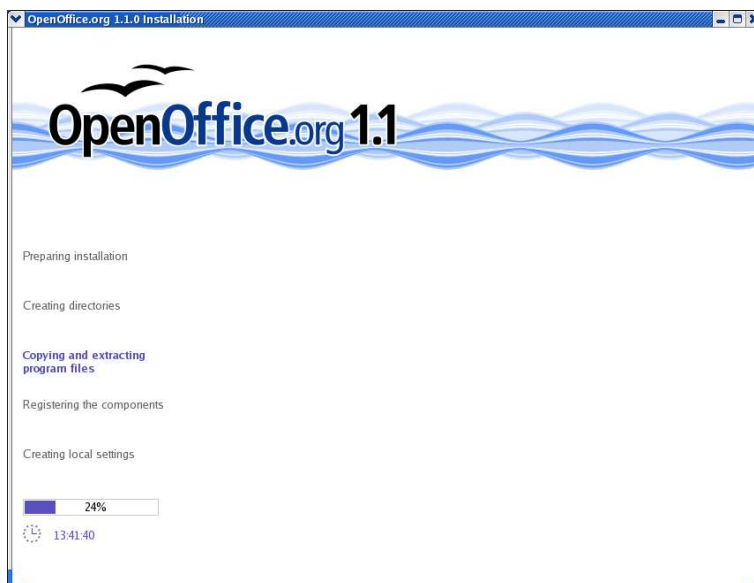 OpenOffice.org 1.1.0 Installation
OpenOffice.org 1.1
Preparing installation
Creating directories
Copying and extracting
program files
Registering the components
Creating local settings
24%
13:41:40